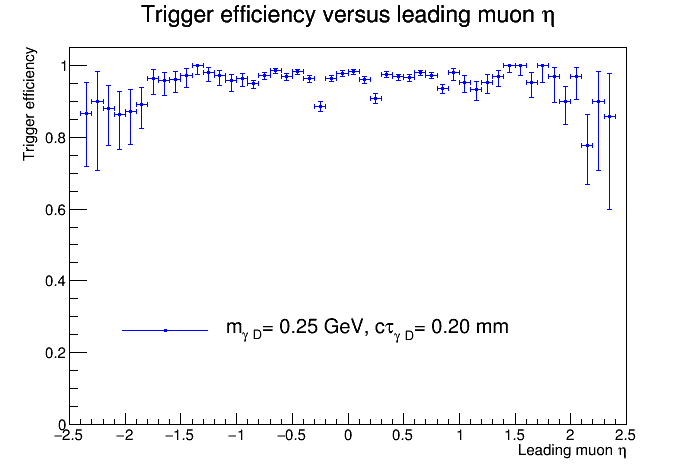 Trigger efficiency versus leading muon η
Trigger efficiency
1
0.8
0.6
0.4
0.2
0
m_γ D= 0.25 GeV, cτ_γ D= 0.20 mm
−2.5 −2 −1.5 −1 −0.5 0 0.5 1 1.5 2 2.5
Leading muon η